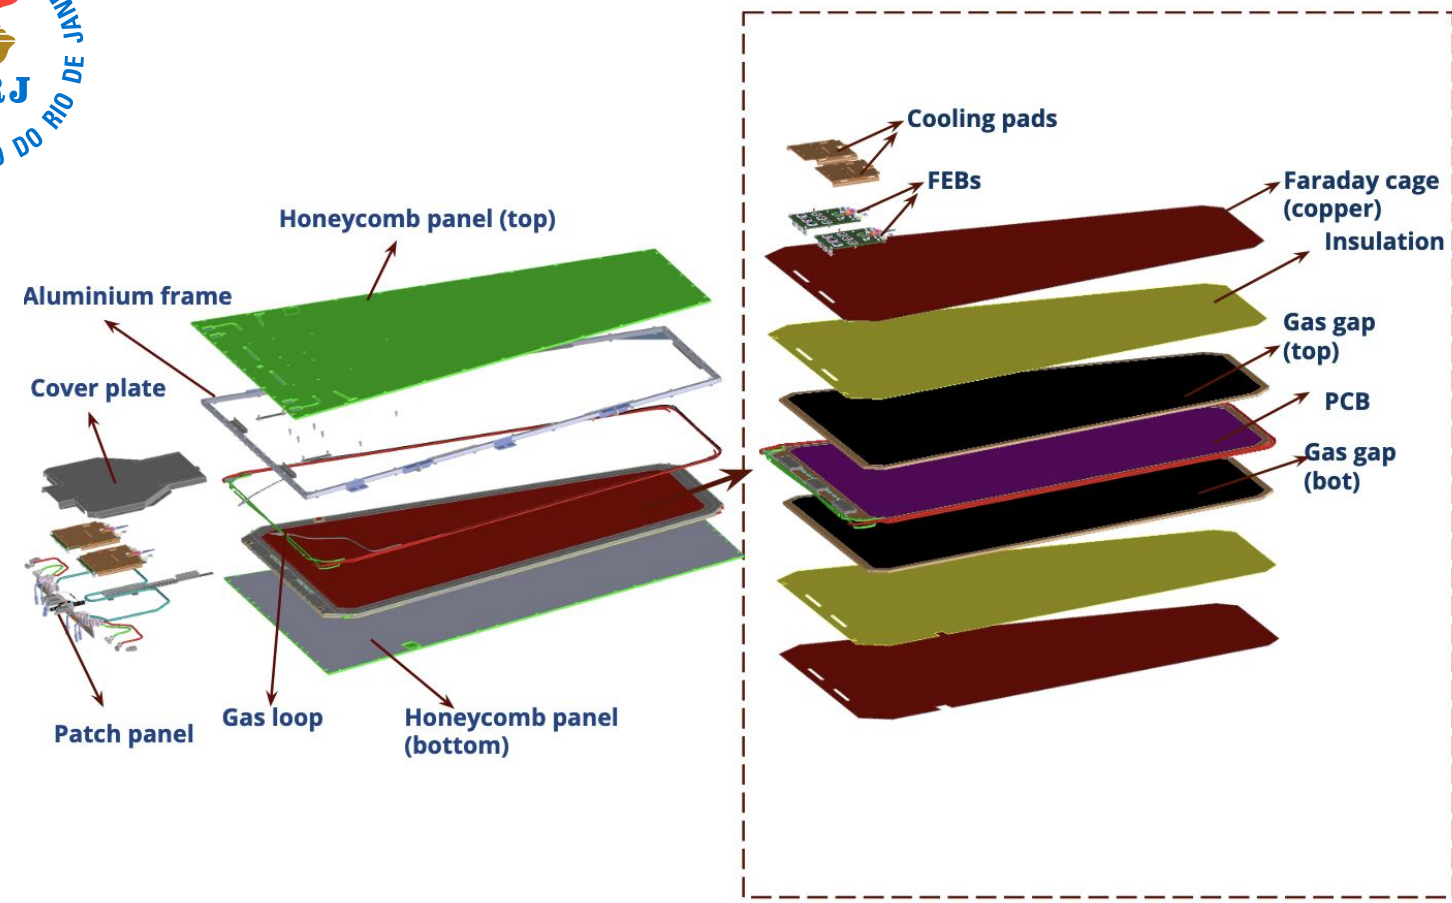 DO RIO DE JAN
RJ
Cooling pads
FEBs
Faraday cage
(copper)
Insulation
Honeycomb panel (top)
Aluminium frame
Gas gap
(top)
Cover plate
PCB
Gas gap
(bot)
Patch panel
Gas loop
Honeycomb panel
(bottom)